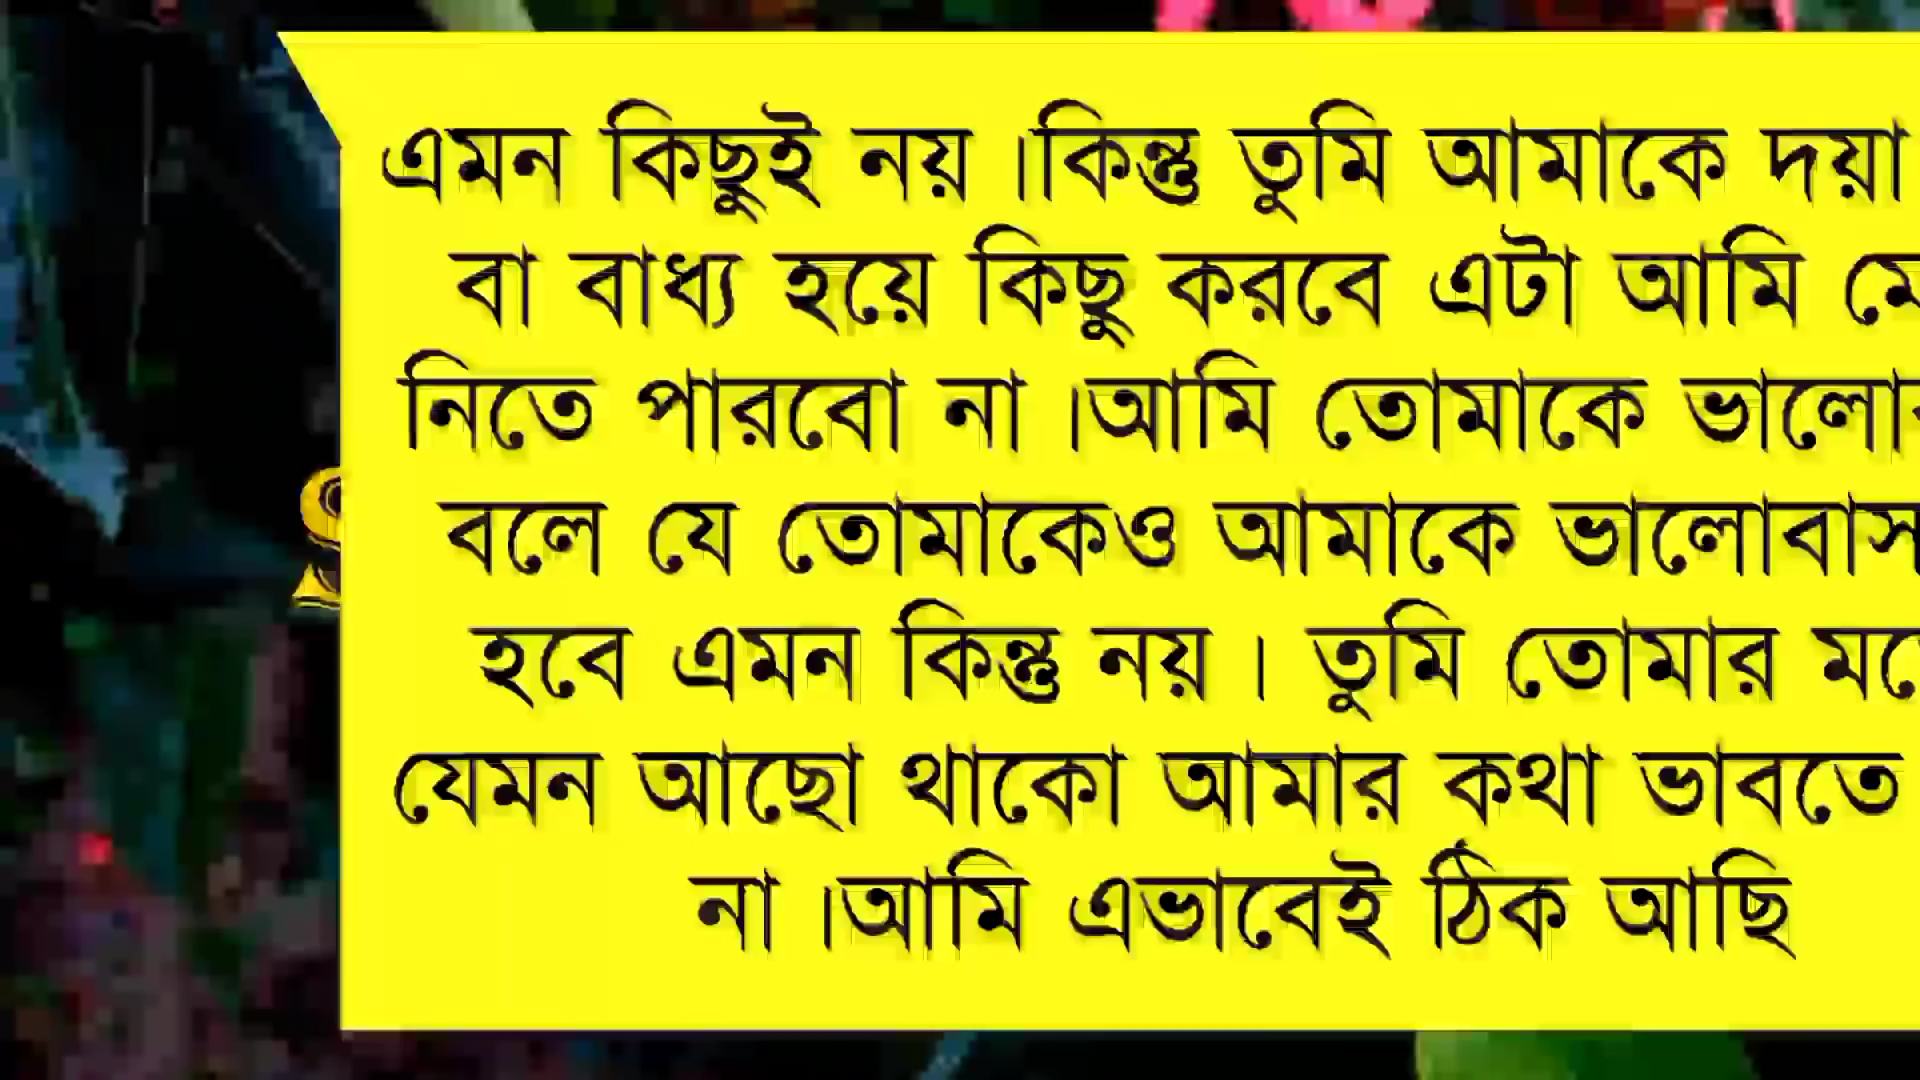 এমন কিছুই নয় ।কিন্তু তুমি আমাকে দয়া
বা বাধ্য হয়ে কিছু করবে এটা আমি
নিতে পারবো না ।আমি তোমাকে
বলে যে তোমাকেও আমাকে
হবে এমন কিন্তু নয় । তুমি তোমার
যেমন আছো থাকো আমার কথা ভাবতে
না ।আমি এভাবেই ঠিক আছি